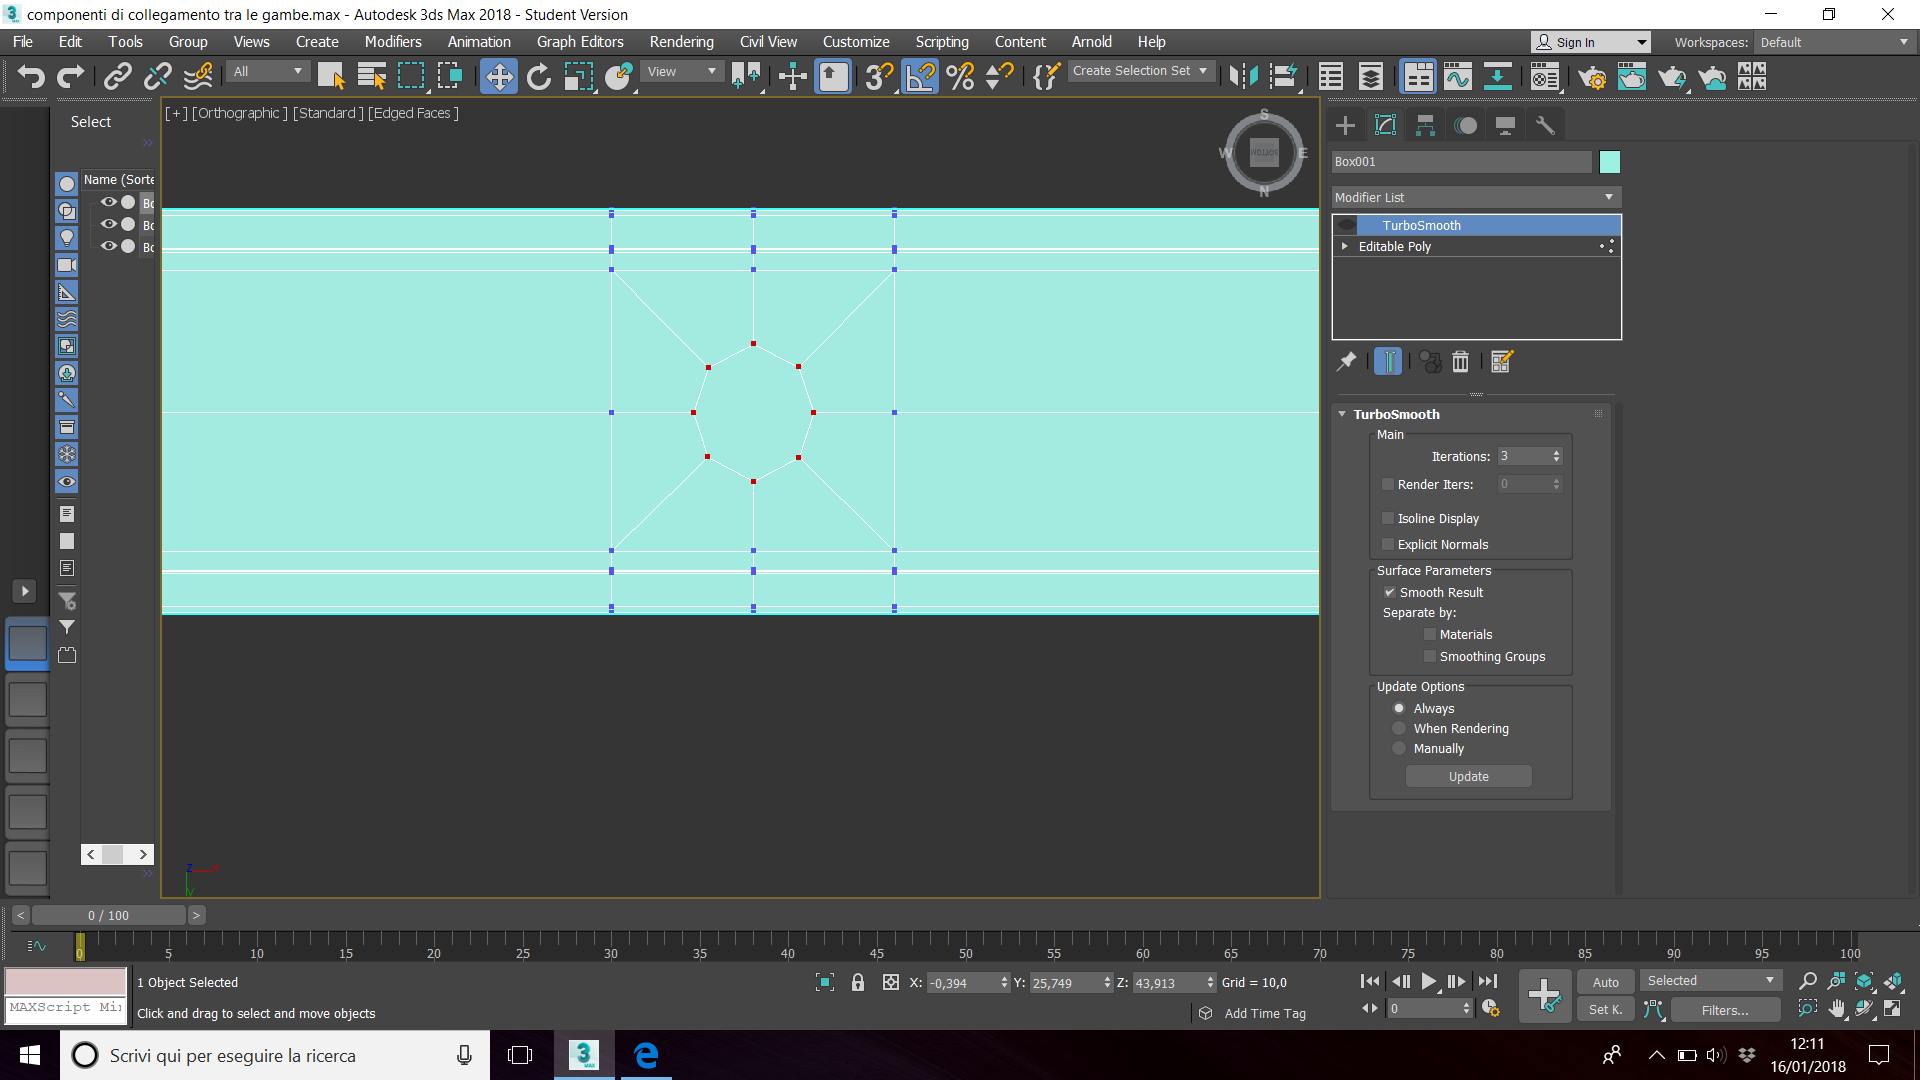 componenti di collegamento tra le gambe.max - Autodesk 3ds Max 2018 - Student Version
File Edit Tools Group Views Create Modifiers Animation Graph Editors Rendering Civil View Customize Scripting Content Arnold Help
Sign In
Workspaces: Default
All
View
Create Selection Set
Select
Name (Sorte
Bo
Bo
Bo
[+] [Orthographic ] [Standard ] [Edged Faces ]
S
W
BOTTOM
E
N
Box001
Modifier List
TurboSmooth
Editable Poly
TurboSmooth
Main
Iterations: 3
Render Iters: 0
Isoline Display
Explicit Normals
Surface Parameters
Smooth Result
Separate by:
Materials
Smoothing Groups
Update Options
Always
When Rendering
Manually
Update
z x
y
< 0 / 100 >
0 5 10 15 20 25 30 35 40 45 50 55 60 65 70 75 80 85 90 95 100
1 Object Selected
X: -0,394 Y: 25,749 Z: 43,913 Grid = 10,0
Auto
Selected
MAXScript Mi
Click and drag to select and move objects
Add Time Tag
0
Set K.
Filters...
Scrivi qui per eseguire la ricerca
3
MAX
12:11
16/01/2018